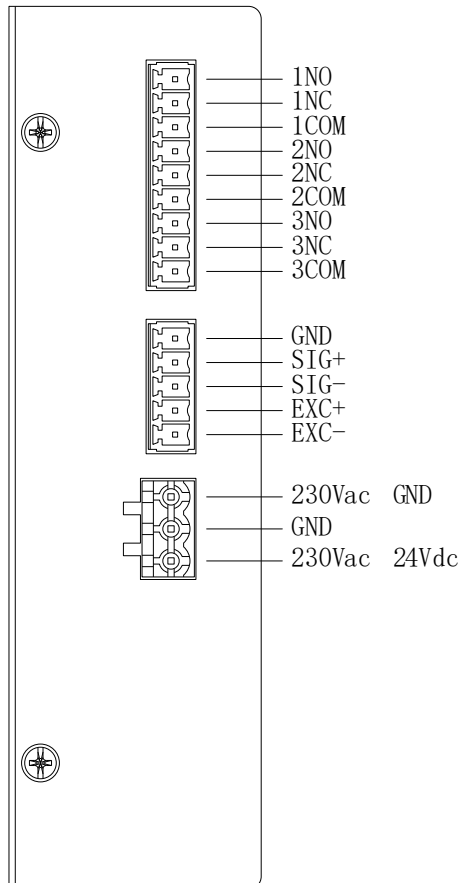 1NO
1NC
1COM
2NO
2NC
2COM
3NO
3NC
3COM
GND
SIG+
SIG-
EXC+
EXC-
230Vac GND
GND
230Vac 24Vdc